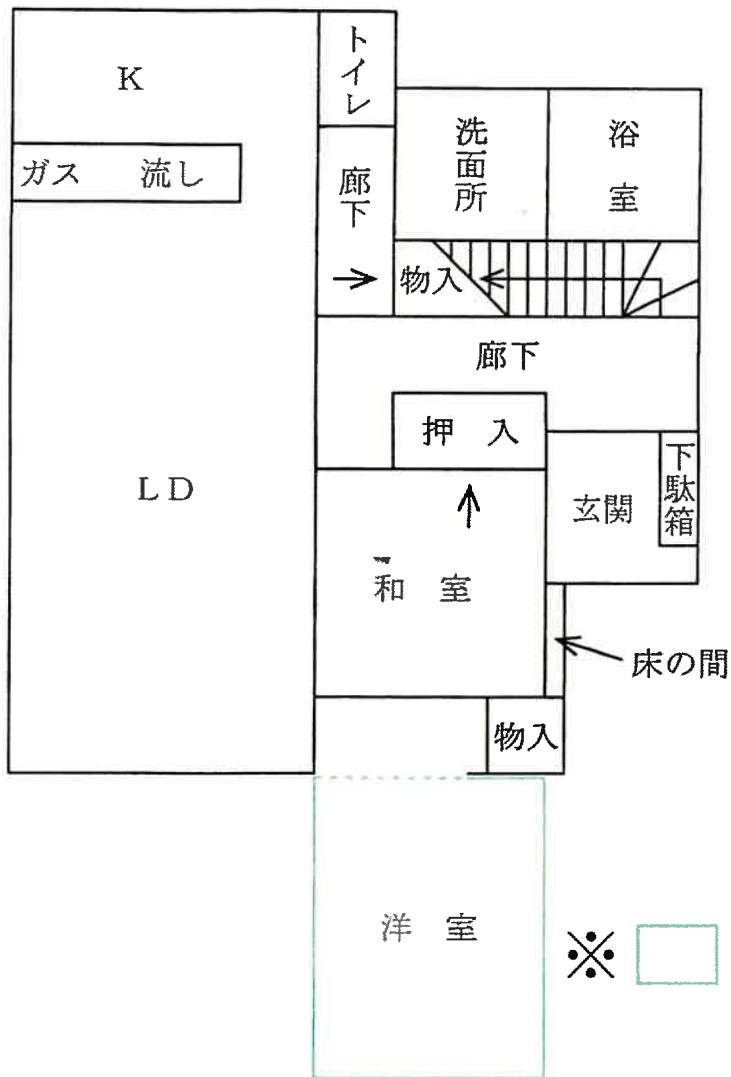 トイレ
K
洗面所
浴室
ガス 流し
廊下
物入
廊下
押入
LD
下駄箱
玄関
和室
床の間
物入
洋室
※